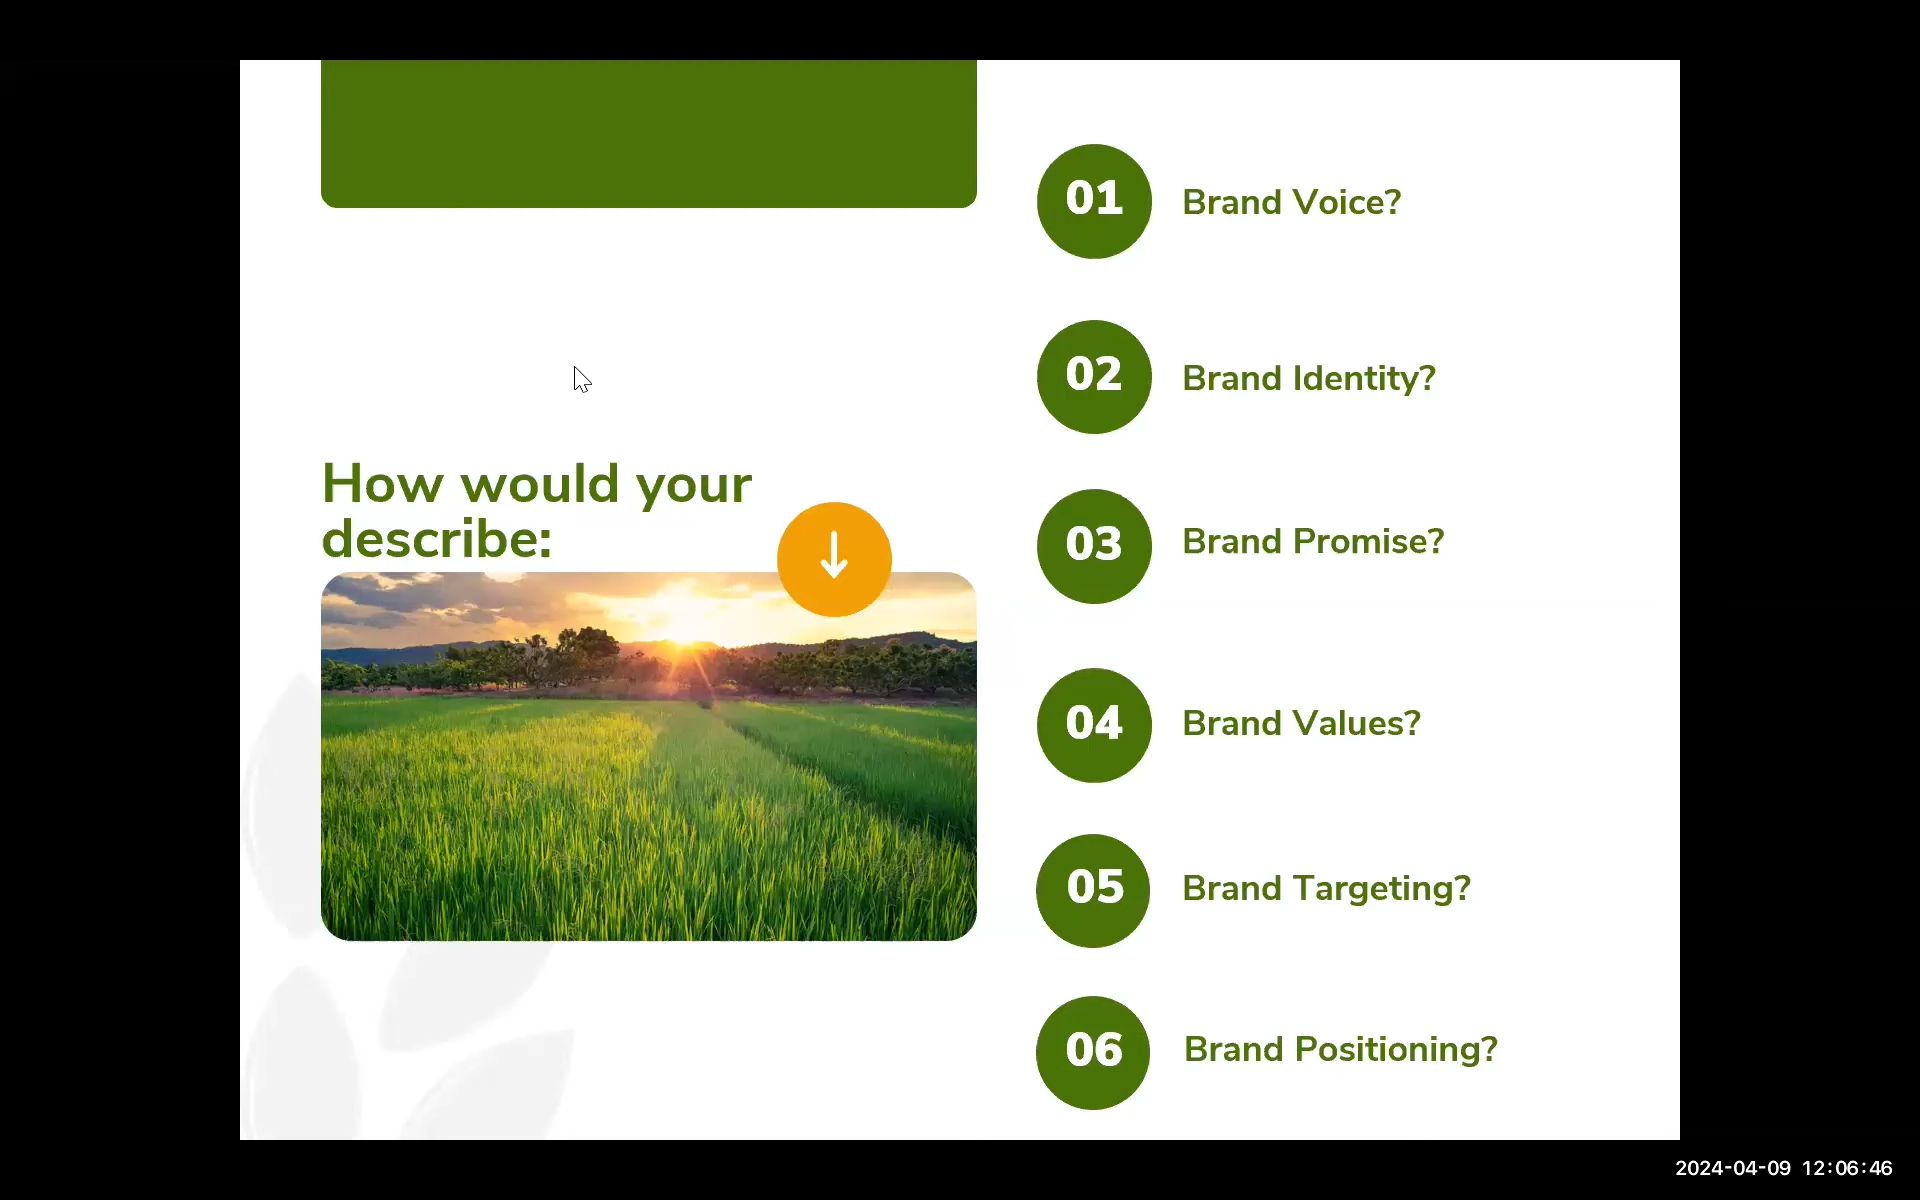 How would your
describe:
01
Brand Voice?
02
Brand Identity?
03
Brand Promise?
04
Brand Values?
05
Brand Targeting?
06
Brand Positioning?
2024-04-09 12:06:46